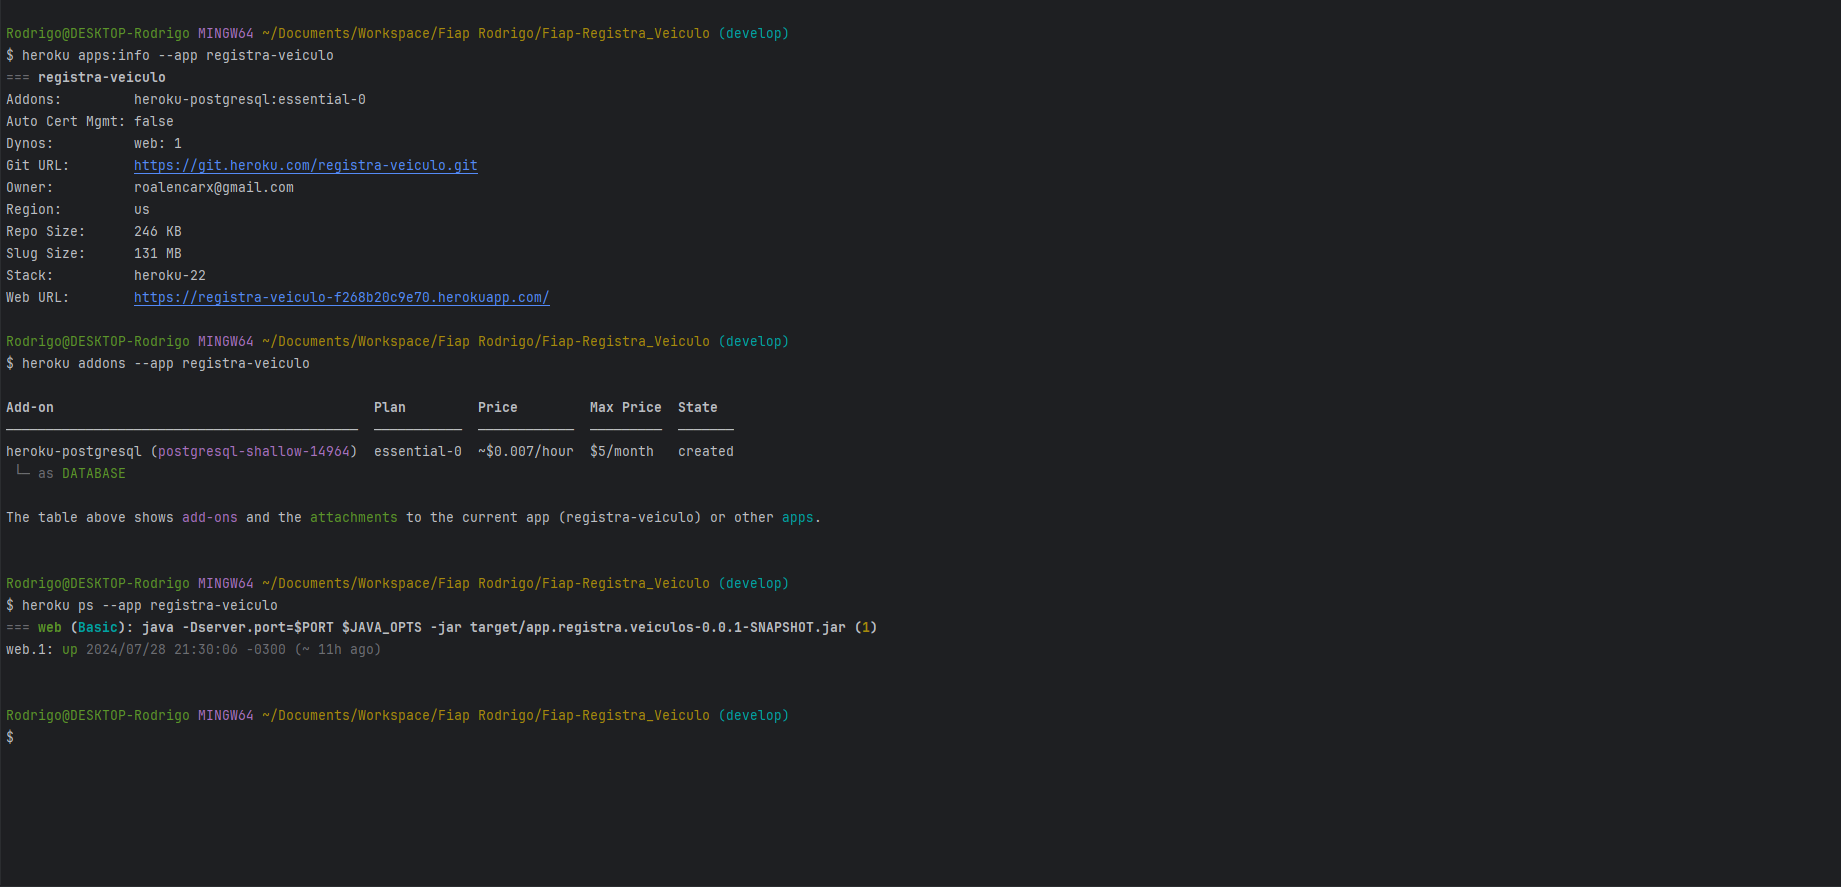 Rodrigo@DESKTOP-Rodrigo MINGW64 ~/Documents/Workspace/Fiap Rodrigo/Fiap-Registra_Veiculo (develop)
$ heroku apps:info --app registra-veiculo
=== registra-veiculo
Addons:         heroku-postgresql:essential-0
Auto Cert Mgmt: false
Dynos:          web: 1
Git URL:        https://git.heroku.com/registra-veiculo.git
Owner:          roalencarx@gmail.com
Region:         us
Repo Size:      246 KB
Slug Size:      131 MB
Stack:          heroku-22
Web URL:        https://registra-veiculo-f268b20c9e70.herokuapp.com/
Rodrigo@DESKTOP-Rodrigo MINGW64 ~/Documents/Workspace/Fiap Rodrigo/Fiap-Registra_Veiculo (develop)
$ heroku addons --app registra-veiculo
Add-on                                        Plan         Price         Max Price  State
heroku-postgresql (postgresql-shallow-14964)  essential-0  ~$0.007/hour  $5/month   created
└─ as DATABASE
The table above shows add-ons and the attachments to the current app (registra-veiculo) or other apps.
Rodrigo@DESKTOP-Rodrigo MINGW64 ~/Documents/Workspace/Fiap Rodrigo/Fiap-Registra_Veiculo (develop)
$ heroku ps --app registra-veiculo
=== web (Basic): java -Dserver.port=$PORT $JAVA_OPTS -jar target/app.registra.veiculos-0.0.1-SNAPSHOT.jar (1)
web.1: up 2024/07/28 21:30:06 -0300 (~ 11h ago)
Rodrigo@DESKTOP-Rodrigo MINGW64 ~/Documents/Workspace/Fiap Rodrigo/Fiap-Registra_Veiculo (develop)
$